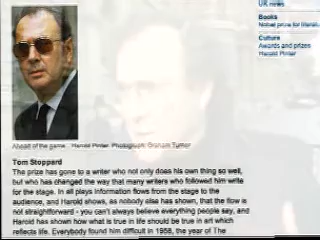 UK news
Books
Nobel prize for literature
Culture
Awards and prizes
Harold Pinter
Ahead of the game... Harold Pinter. Photograph: Graham Turner
Tom Stoppard
The prize has gone to a writer who not only does his own thing so well,
but who has changed the way that many writers who followed him write
for the stage. In all plays information flows from the stage to the
audience, and Harold shows, as nobody else has shown, that the flow is
not straightforward - you can't always believe everything people say, and
Harold has shown how what is true in life should be true in art which
reflects life. Everybody found him difficult in 1958, the year of The